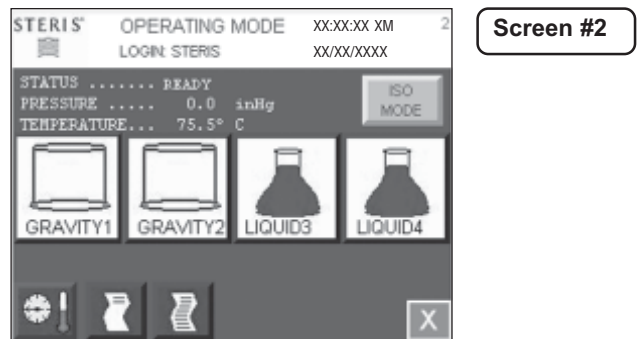 STERIS® OPERATING MODE XX:XX:XX XM 2
LOGIN: STERIS XX/XX/XXXX
Screen #2
STATUS ....... READY
PRESSURE ..... 0.0 inHg
TEMPERATURE... 75.5° C
ISO
MODE
GRAVITY1 GRAVITY2 LIQUID3 LIQUID4
X